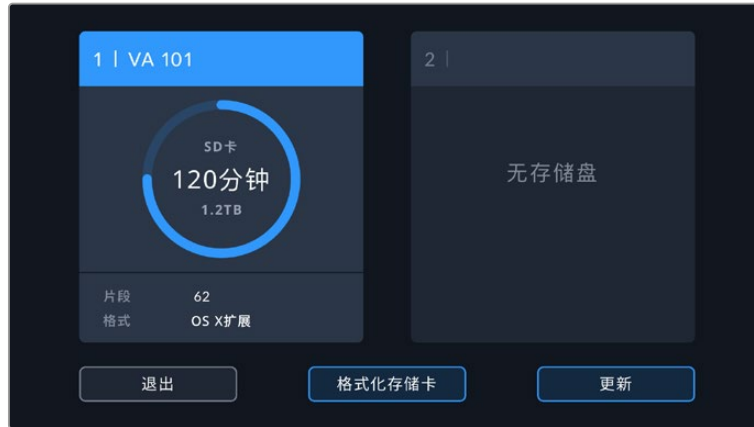 1 | VA 101
2 |
SD卡
120分钟
1.2TB
无存储盘
片段 62
格式 OS X扩展
退出
格式化存储卡
更新